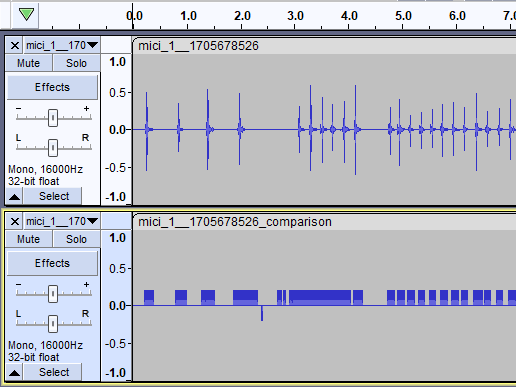 0.0 1.0 2.0 3.0 4.0 5.0 6.0 7.0
× mici_1__170▼ mici_1__1705678526
Mute Solo
Effects
- +
L R
Mono, 16000Hz
32-bit float
Select
1.0
0.5
0.0
-0.5
-1.0
× mici_1__170▼ mici_1__1705678526_comparison
Mute Solo
Effects
- +
L R
Mono, 16000Hz
32-bit float
Select
1.0
0.5
0.0
-0.5
-1.0